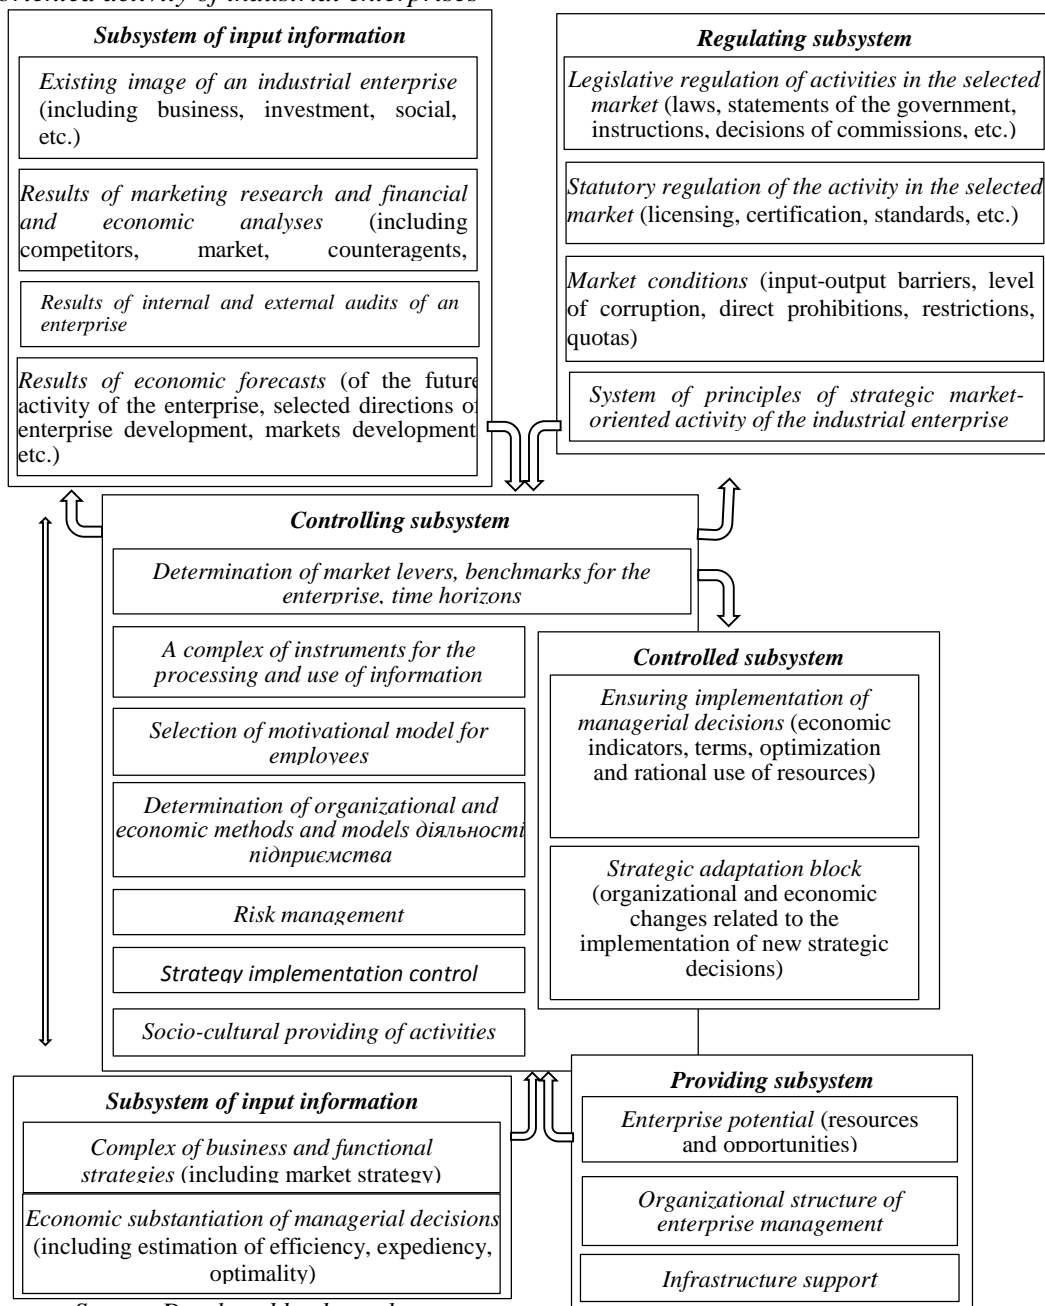 oriented activity of industrial enterprises
Subsystem of input information
Existing image of an industrial enterprise
(including business, investment, social,
etc.)
Results of marketing research and financial
and economic analyses (including
competitors, market, counteragents,
Results of internal and external audits of an
enterprise
Results of economic forecasts (of the future
activity of the enterprise, selected directions of
enterprise development, markets development
etc.)
Regulating subsystem
Legislative regulation of activities in the selected
market (laws, statements of the government,
instructions, decisions of commissions, etc.)
Statutory regulation of the activity in the selected
market (licensing, certification, standards, etc.)
Market conditions (input-output barriers, level
of corruption, direct prohibitions, restrictions,
quotas)
System of principles of strategic market-
oriented activity of the industrial enterprise
Controlling subsystem
Determination of market levers, benchmarks for the
enterprise, time horizons
A complex of instruments for the
processing and use of information
Selection of motivational model for
employees
Determination of organizational and
economic methods and models діяльності
підприємства
Risk management
Strategy implementation control
Socio-cultural providing of activities
Controlled subsystem
Ensuring implementation of
managerial decisions (economic
indicators, terms, optimization
and rational use of resources)
Strategic adaptation block
(organizational and economic
changes related to the
implementation of new strategic
decisions)
Subsystem of input information
Complex of business and functional
strategies (including market strategy)
Economic substantiation of managerial decisions
(including estimation of efficiency, expediency,
optimality)
Providing subsystem
Enterprise potential (resources
and opportunities)
Organizational structure of
enterprise management
Infrastructure support